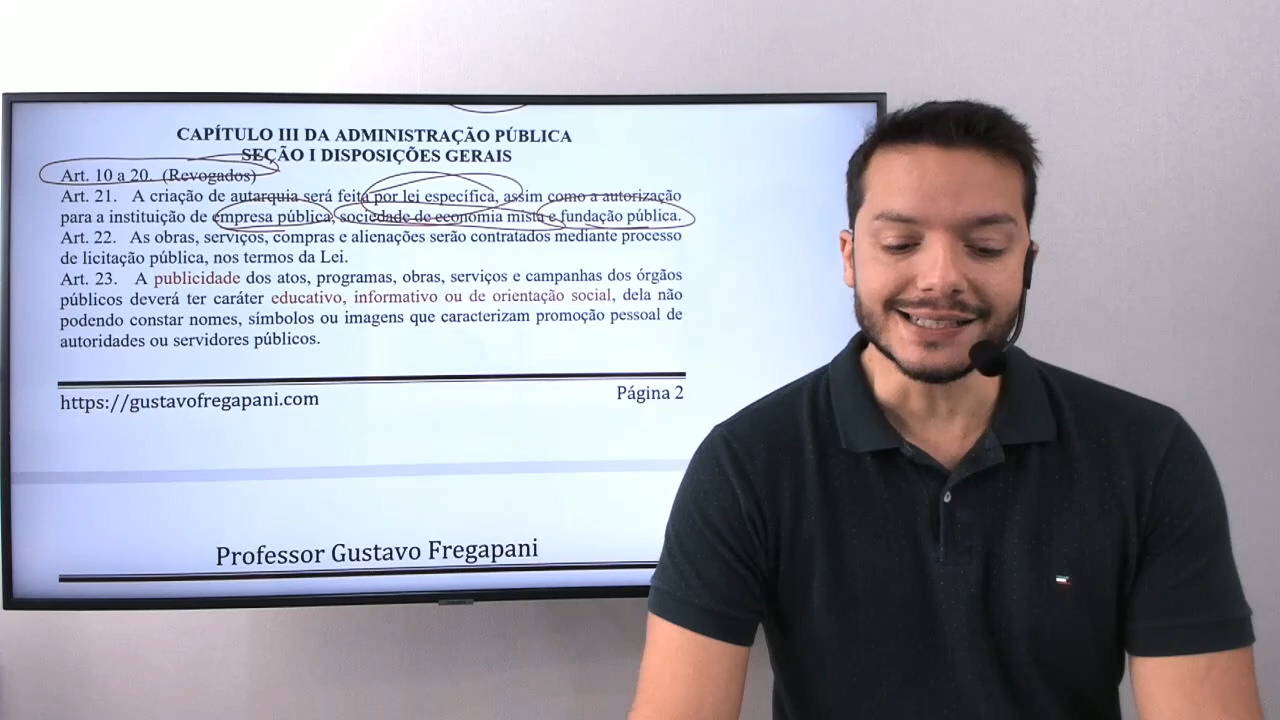 CAPÍTULO III DA ADMINISTRAÇÃO PÚBLICA
SEÇÃO I DISPOSIÇÕES GERAIS
Art. 10 a 20. (Revogados)
Art. 21. A criação de autarquia será feita por lei específica, assim como a autorização
para a instituição de empresa pública, sociedade de economia mista e fundação pública.
Art. 22. As obras, serviços, compras e alienações serão contratados mediante processo
de licitação pública, nos termos da Lei.
Art. 23. A publicidade dos atos, programas, obras, serviços e campanhas dos órgãos
públicos deverá ter caráter educativo, informativo ou de orientação social, dela não
podendo constar nomes, símbolos ou imagens que caracterizam promoção pessoal de
autoridades ou servidores públicos.
https://gustavofregapani.com Página 2
Professor Gustavo Fregapani